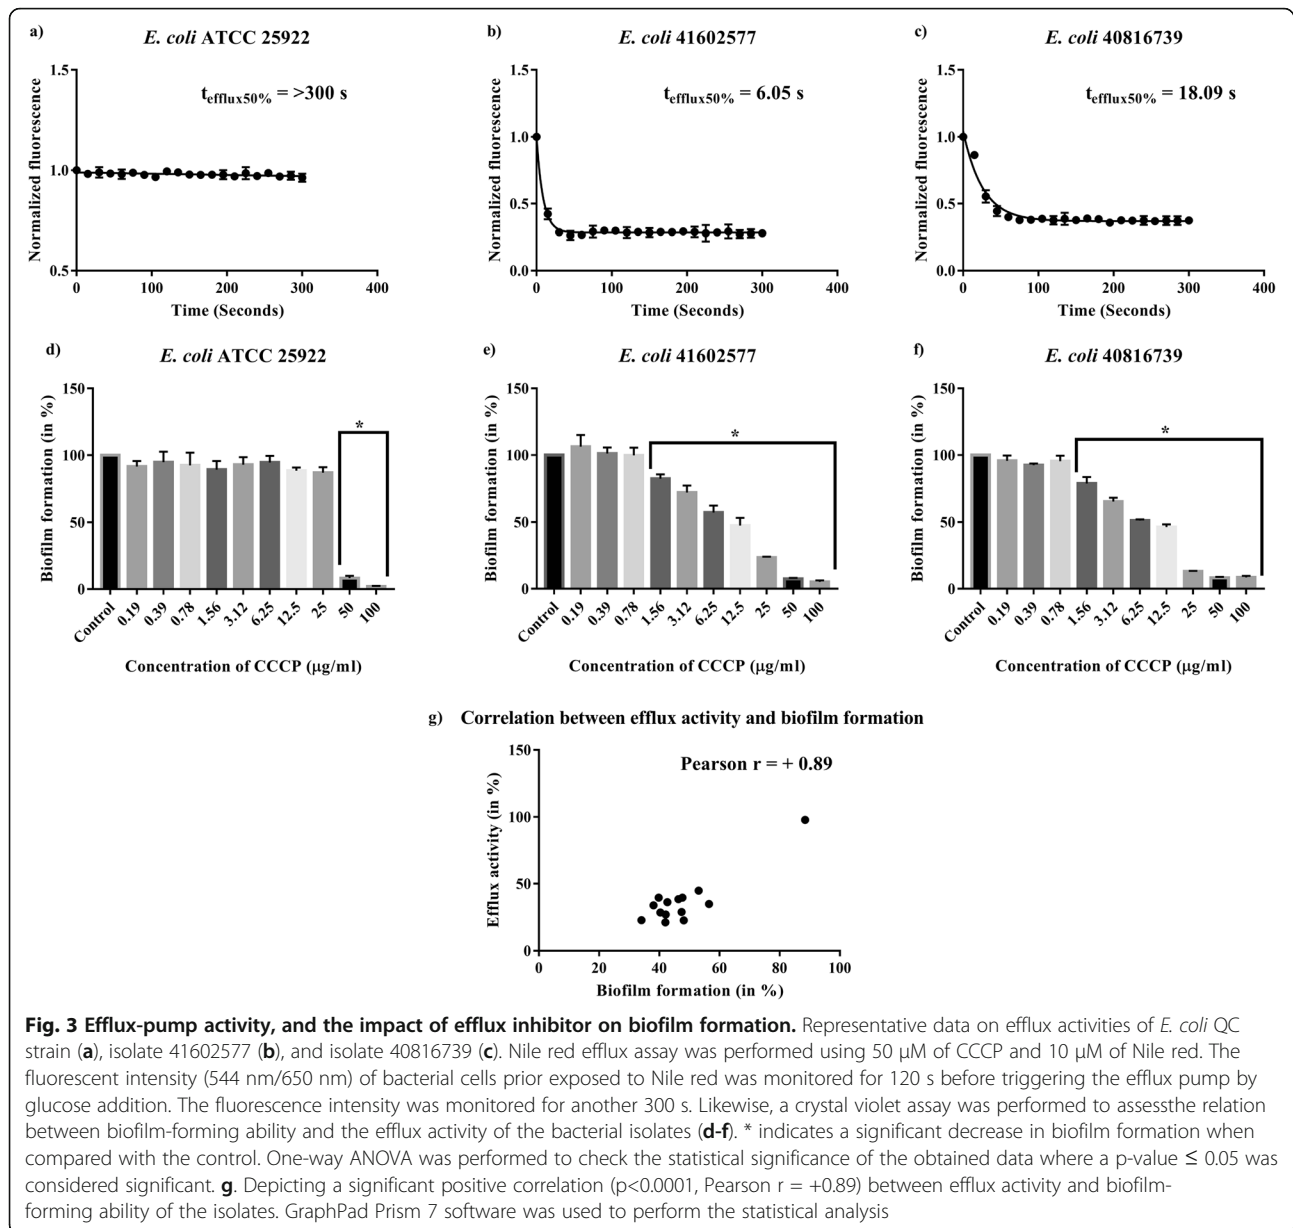 a) E. coli ATCC 25922
b) E. coli 41602577
c) E. coli 40816739
Normalized fluorescence
1.5
1.0
0.5
t efflux50% = >300 s
0 100 200 300 400
Time (Seconds)
Normalized fluorescence
1.5
1.0
0.5
0.0
t efflux50% = 6.05 s
0 100 200 300 400
Time (Seconds)
Normalized fluorescence
1.5
1.0
0.5
0.0
t efflux50% = 18.09 s
0 100 200 300 400
Time (Seconds)
d) E. coli ATCC 25922
Biofilm formation (in %)
150
100
50
0
*
Control 0.19 0.39 0.78 1.56 3.12 6.25 12.5 25 50 100
Concentration of CCCP (μg/ml)
e) E. coli 41602577
Biofilm formation (in %)
150
100
50
0
*
Control 0.19 0.39 0.78 1.56 3.12 6.25 12.5 25 50 100
Concentration of CCCP (μg/ml)
f) E. coli 40816739
Biofilm formation (in %)
150
100
50
0
*
Control 0.19 0.39 0.78 1.56 3.12 6.25 12.5 25 50 100
Concentration of CCCP (μg/ml)
g) Correlation between efflux activity and biofilm formation
Efflux activity (in %)
150
100
50
0
Pearson r = + 0.89
0 20 40 60 80 100
Biofilm formation (in %)
Fig. 3 Efflux-pump activity, and the impact of efflux inhibitor on biofilm formation. Representative data on efflux activities of E. coli QC
strain (a), isolate 41602577 (b), and isolate 40816739 (c). Nile red efflux assay was performed using 50 μM of CCCP and 10 μM of Nile red. The
fluorescent intensity (544 nm/650 nm) of bacterial cells prior exposed to Nile red was monitored for 120 s before triggering the efflux pump by
glucose addition. The fluorescence intensity was monitored for another 300 s. Likewise, a crystal violet assay was performed to assessthe relation
between biofilm-forming ability and the efflux activity of the bacterial isolates (d-f). * indicates a significant decrease in biofilm formation when
compared with the control. One-way ANOVA was performed to check the statistical significance of the obtained data where a p-value ≤ 0.05 was
considered significant. g. Depicting a significant positive correlation (p<0.0001, Pearson r = +0.89) between efflux activity and biofilm-
forming ability of the isolates. GraphPad Prism 7 software was used to perform the statistical analysis